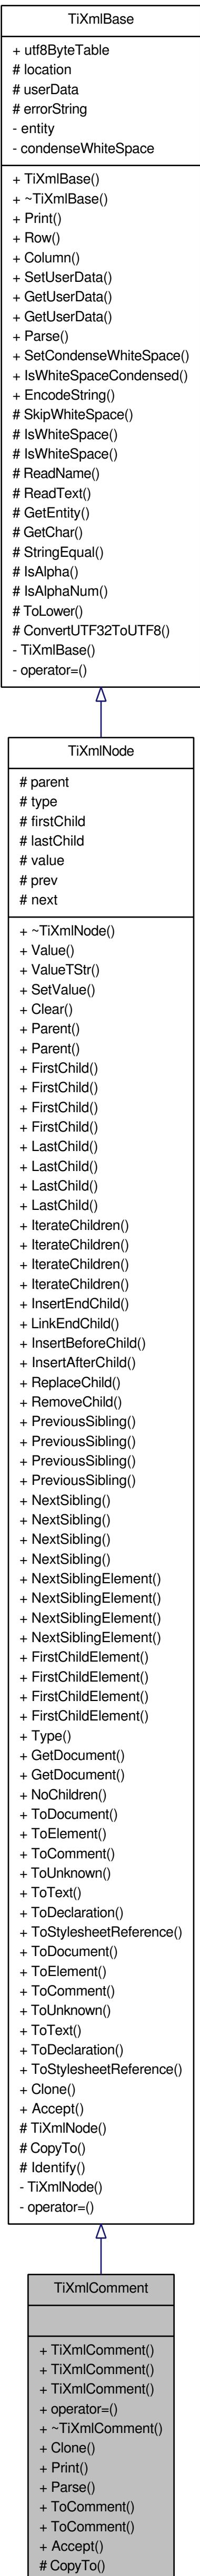 TiXmlBase
+ utf8ByteTable
# location
# userData
# errorString
- entity
- condenseWhiteSpace
+ TiXmlBase()
+ ~TiXmlBase()
+ Print()
+ Row()
+ Column()
+ SetUserData()
+ GetUserData()
+ GetUserData()
+ Parse()
+ SetCondenseWhiteSpace()
+ IsWhiteSpaceCondensed()
+ EncodeString()
# SkipWhiteSpace()
# IsWhiteSpace()
# IsWhiteSpace()
# ReadName()
# ReadText()
# GetEntity()
# GetChar()
# StringEqual()
# IsAlpha()
# IsAlphaNum()
# ToLower()
# ConvertUTF32ToUTF8()
- TiXmlBase()
- operator=()
TiXmlNode
# parent
# type
# firstChild
# lastChild
# value
# prev
# next
+ ~TiXmlNode()
+ Value()
+ ValueTStr()
+ SetValue()
+ Clear()
+ Parent()
+ Parent()
+ FirstChild()
+ FirstChild()
+ FirstChild()
+ FirstChild()
+ LastChild()
+ LastChild()
+ LastChild()
+ LastChild()
+ IterateChildren()
+ IterateChildren()
+ IterateChildren()
+ IterateChildren()
+ InsertEndChild()
+ LinkEndChild()
+ InsertBeforeChild()
+ InsertAfterChild()
+ ReplaceChild()
+ RemoveChild()
+ PreviousSibling()
+ PreviousSibling()
+ PreviousSibling()
+ PreviousSibling()
+ NextSibling()
+ NextSibling()
+ NextSibling()
+ NextSibling()
+ NextSiblingElement()
+ NextSiblingElement()
+ NextSiblingElement()
+ NextSiblingElement()
+ FirstChildElement()
+ FirstChildElement()
+ FirstChildElement()
+ FirstChildElement()
+ Type()
+ GetDocument()
+ GetDocument()
+ NoChildren()
+ ToDocument()
+ ToElement()
+ ToComment()
+ ToUnknown()
+ ToText()
+ ToDeclaration()
+ ToStylesheetReference()
+ ToDocument()
+ ToElement()
+ ToComment()
+ ToUnknown()
+ ToText()
+ ToDeclaration()
+ ToStylesheetReference()
+ Clone()
+ Accept()
# TiXmlNode()
# CopyTo()
# Identify()
- TiXmlNode()
- operator=()
TiXmlComment
+ TiXmlComment()
+ TiXmlComment()
+ TiXmlComment()
+ operator=()
+ ~TiXmlComment()
+ Clone()
+ Print()
+ Parse()
+ ToComment()
+ ToComment()
+ Accept()
# CopyTo()